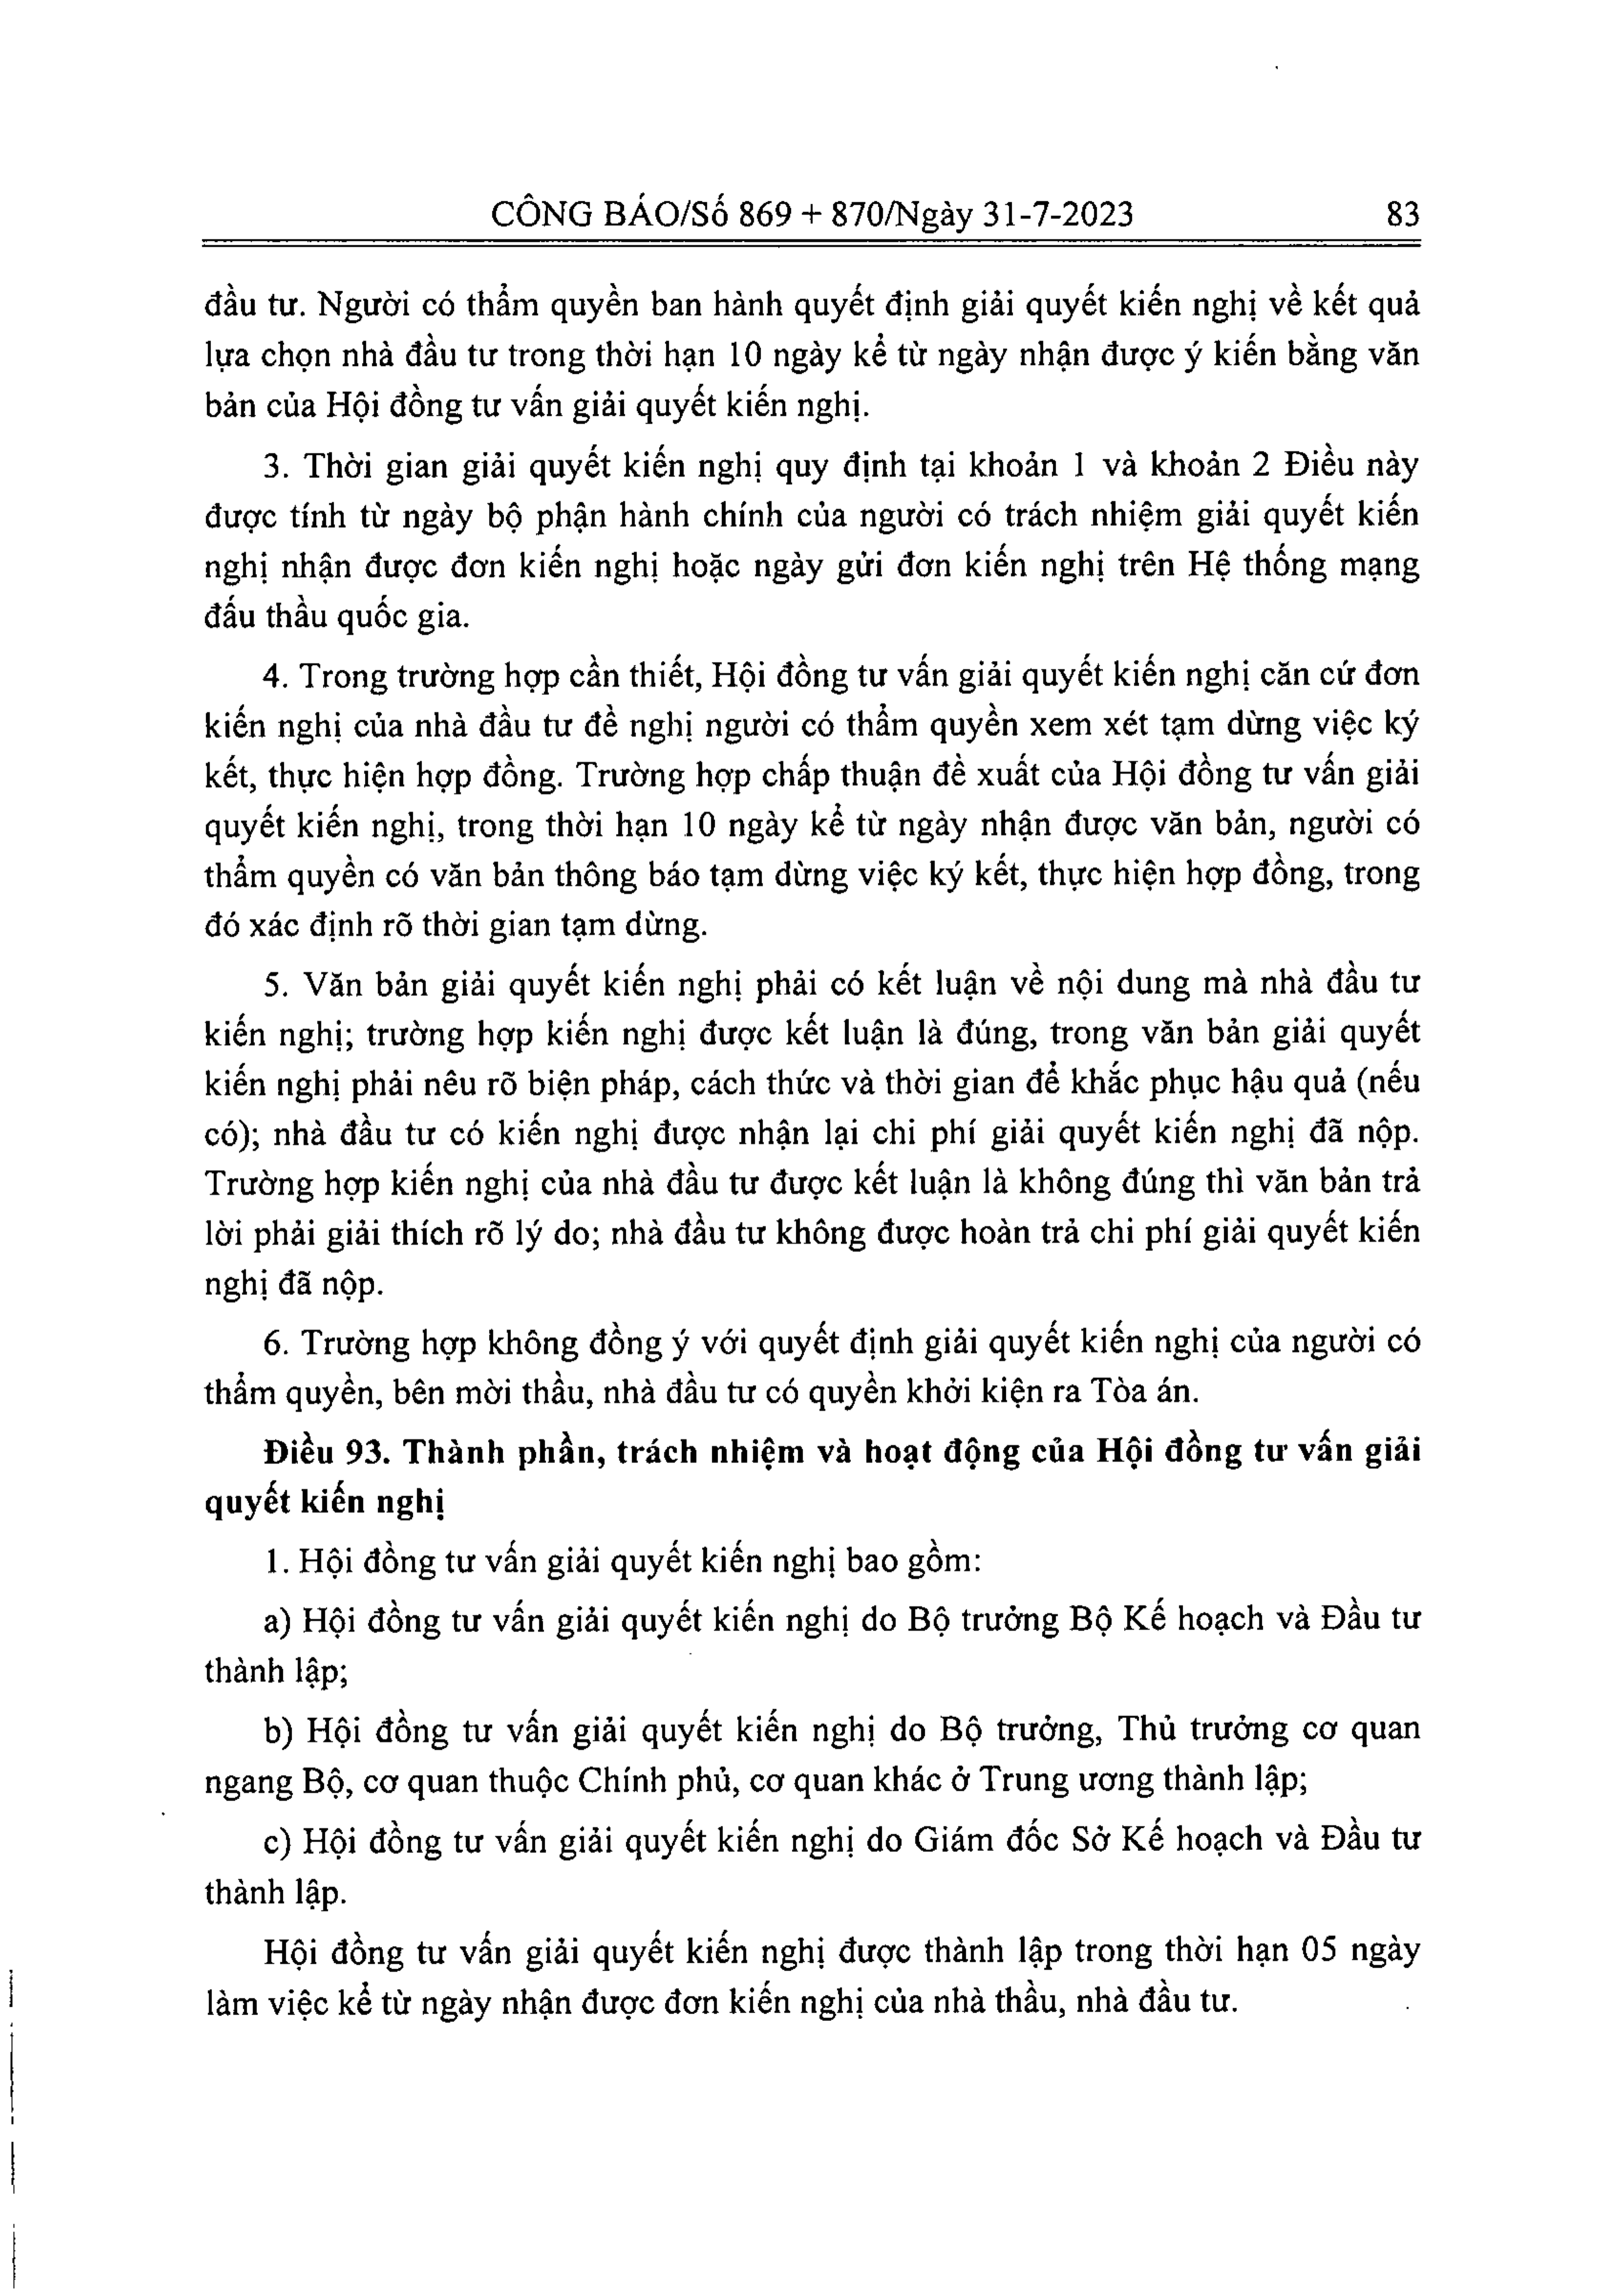 CÔNG BÁO/Số 869 + 870/Ngày 31-7-2023 83
đầu tư. Người có thẩm quyền ban hành quyết định giải quyết kiến nghị về kết quả
lựa chọn nhà đầu tư trong thời hạn 10 ngày kể từ ngày nhận được ý kiến bằng văn
bản của Hội đồng tư vấn giải quyết kiến nghị.
3. Thời gian giải quyết kiến nghị quy định tại khoản 1 và khoản 2 Điều này
được tính từ ngày bộ phận hành chính của người có trách nhiệm giải quyết kiến
nghị nhận được đơn kiến nghị hoặc ngày gửi đơn kiến nghị trên Hệ thống mạng
đấu thầu quốc gia.
4. Trong trường hợp cần thiết, Hội đồng tư vấn giải quyết kiến nghị căn cứ đơn
kiến nghị của nhà đầu tư đề nghị người có thẩm quyền xem xét tạm dừng việc ký
kết, thực hiện hợp đồng. Trường hợp chấp thuận đề xuất của Hội đồng tư vấn giải
quyết kiến nghị, trong thời hạn 10 ngày kể từ ngày nhận được văn bản, người có
thẩm quyền có văn bản thông báo tạm dừng việc ký kết, thực hiện hợp đồng, trong
đó xác định rõ thời gian tạm dừng.
5. Văn bản giải quyết kiến nghị phải có kết luận về nội dung mà nhà đầu tư
kiến nghị; trường hợp kiến nghị được kết luận là đúng, trong văn bản giải quyết
kiến nghị phải nêu rõ biện pháp, cách thức và thời gian để khắc phục hậu quả (nếu
có); nhà đầu tư có kiến nghị được nhận lại chi phí giải quyết kiến nghị đã nộp.
Trường hợp kiến nghị của nhà đầu tư được kết luận là không đúng thì văn bản trả
lời phải giải thích rõ lý do; nhà đầu tư không được hoàn trả chi phí giải quyết kiến
nghị đã nộp.
6. Trường hợp không đồng ý với quyết định giải quyết kiến nghị của người có
thẩm quyền, bên mời thầu, nhà đầu tư có quyền khởi kiện ra Tòa án.
Điều 93. Thành phần, trách nhiệm và hoạt động của Hội đồng tư vấn giải
quyết kiến nghị
1. Hội đồng tư vấn giải quyết kiến nghị bao gồm:
a) Hội đồng tư vấn giải quyết kiến nghị do Bộ trưởng Bộ Kế hoạch và Đầu tư
thành lập;
b) Hội đồng tư vấn giải quyết kiến nghị do Bộ trưởng, Thủ trưởng cơ quan
ngang Bộ, cơ quan thuộc Chính phủ, cơ quan khác ở Trung ương thành lập;
c) Hội đồng tư vấn giải quyết kiến nghị do Giám đốc Sở Kế hoạch và Đầu tư
thành lập.
Hội đồng tư vấn giải quyết kiến nghị được thành lập trong thời hạn 05 ngày
làm việc kể từ ngày nhận được đơn kiến nghị của nhà thầu, nhà đầu tư.